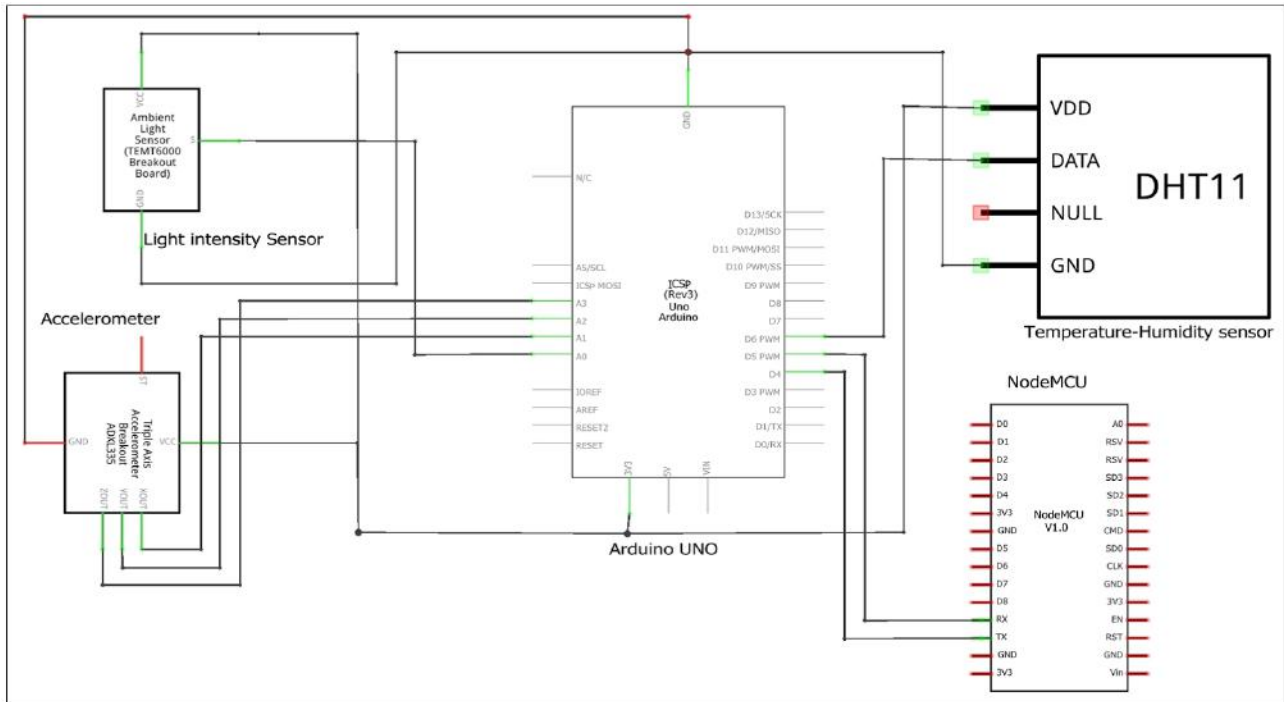 VCC
Ambient
Light
Sensor
(TEMT6000
Breakout
Board)
S
GND
Light intensity Sensor
Accelerometer
ST
Triple Axis
Accelerometer
Breakout
ADXL335
GND
VCC
ZOUT
YOUT
XOUT
GND
N/C
A5/SCL
ICSP MOSI
A3
A2
A1
A0
IOREF
AREF
RESET2
RESET
ICSP
(Rev3)
Uno
Arduino
D13/SCK
D12/MISO
D11 PWM/MOSI
D10 PWM/SS
D9 PWM
D8
D7
D6 PWM
D5 PWM
D4
D3 PWM
D2
D1/TX
D0/RX
3V3
5V
VIN
Arduino UNO
VDD
DATA
NULL
GND
DHT11
Temperature-Humidity sensor
NodeMCU
D0
D1
D2
D3
D4
3V3
GND
D5
D6
D7
D8
RX
TX
GND
3V3
NodeMCU
V1.0
A0
RSV
RSV
SD3
SD2
SD1
CMD
SD0
CLK
GND
3V3
EN
RST
GND
Vin